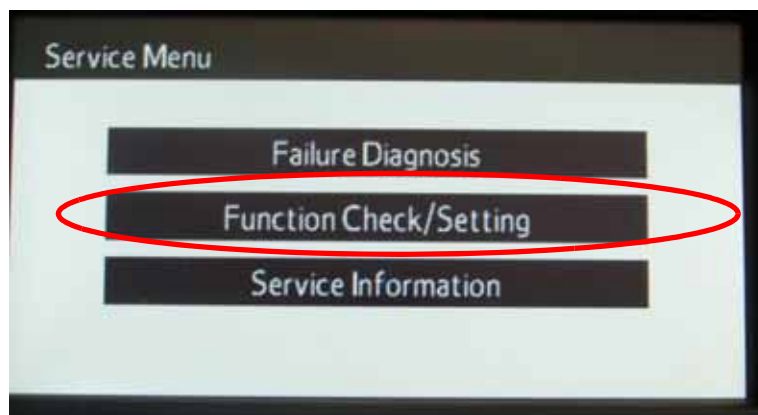 Service Menu
Failure Diagnosis
Function Check/Setting
Service Information